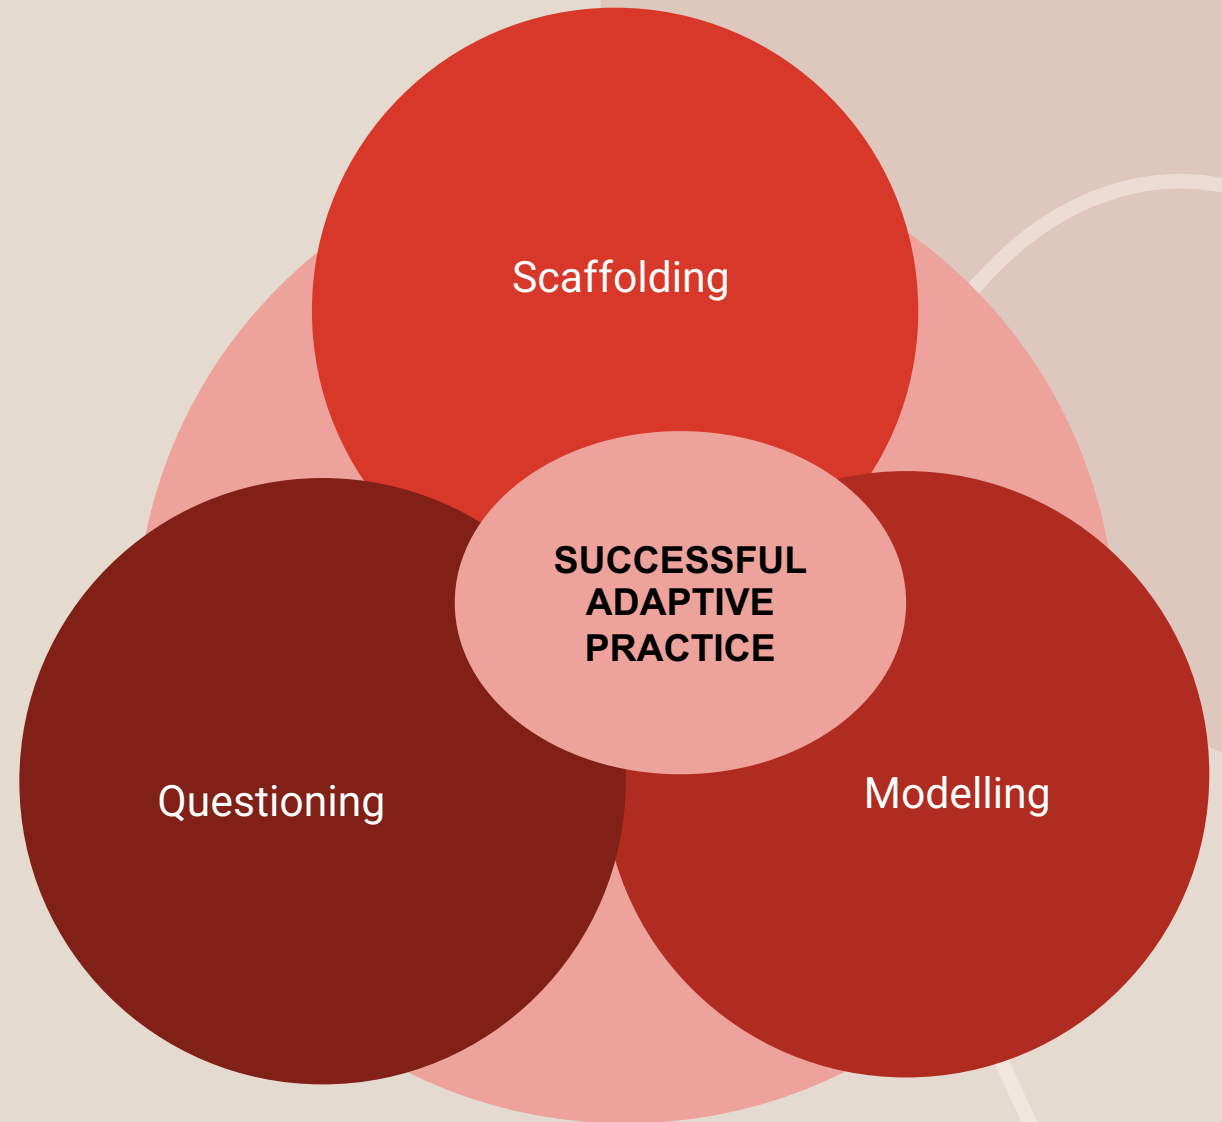 Scaffolding
SUCCESSFUL
ADAPTIVE
PRACTICE
Questioning
Modelling